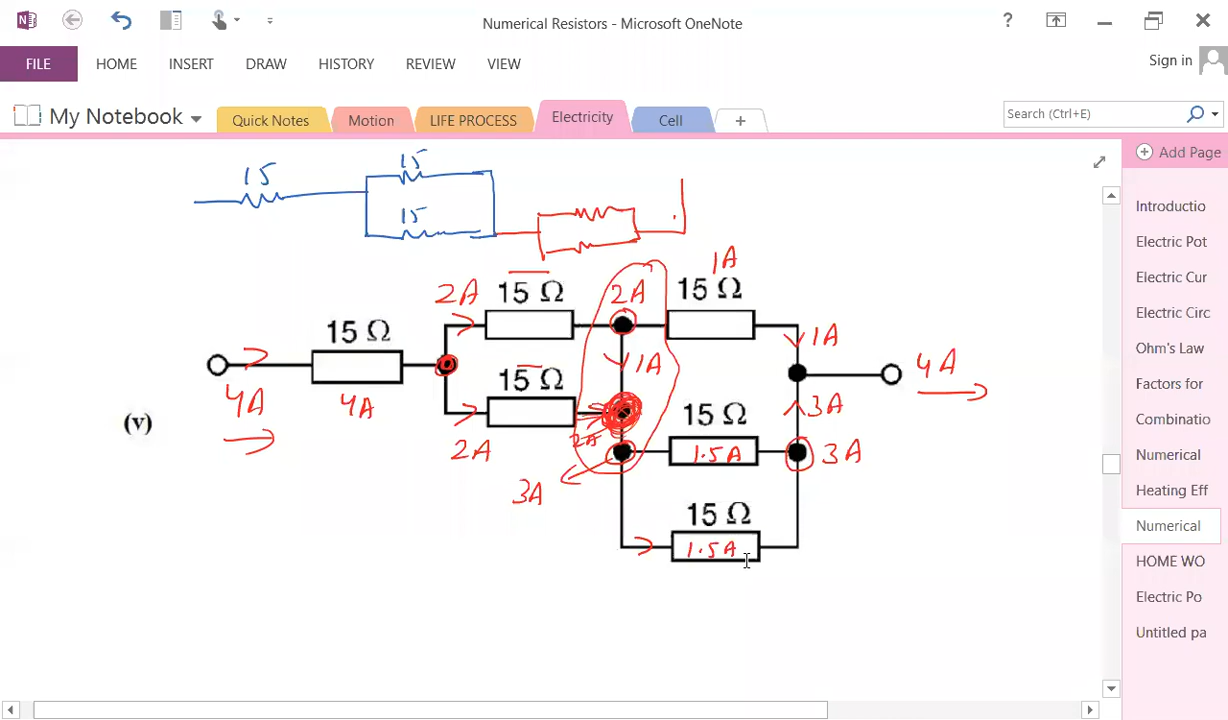 Numerical Resistors - Microsoft OneNote
?
Sign in
FILE
HOME
INSERT
DRAW
HISTORY
REVIEW
VIEW
My Notebook
Quick Notes
Motion
LIFE PROCESS
Electricity
Cell
+
Search (Ctrl+E)
Add Page
Introductio
Electric Pot
Electric Cur
Electric Circ
Ohm's Law
Factors for
Combinatio
Numerical
Heating Eff
Numerical
HOME WO
Electric Po
Untitled pa
15
15
15
1A
2A
15 Ω
2A
15 Ω
15 Ω
1A
1A
4A
4A
4A
15 Ω
15 Ω
3A
(v)
2A
2A
1.5A
3A
3A
15 Ω
1.5A